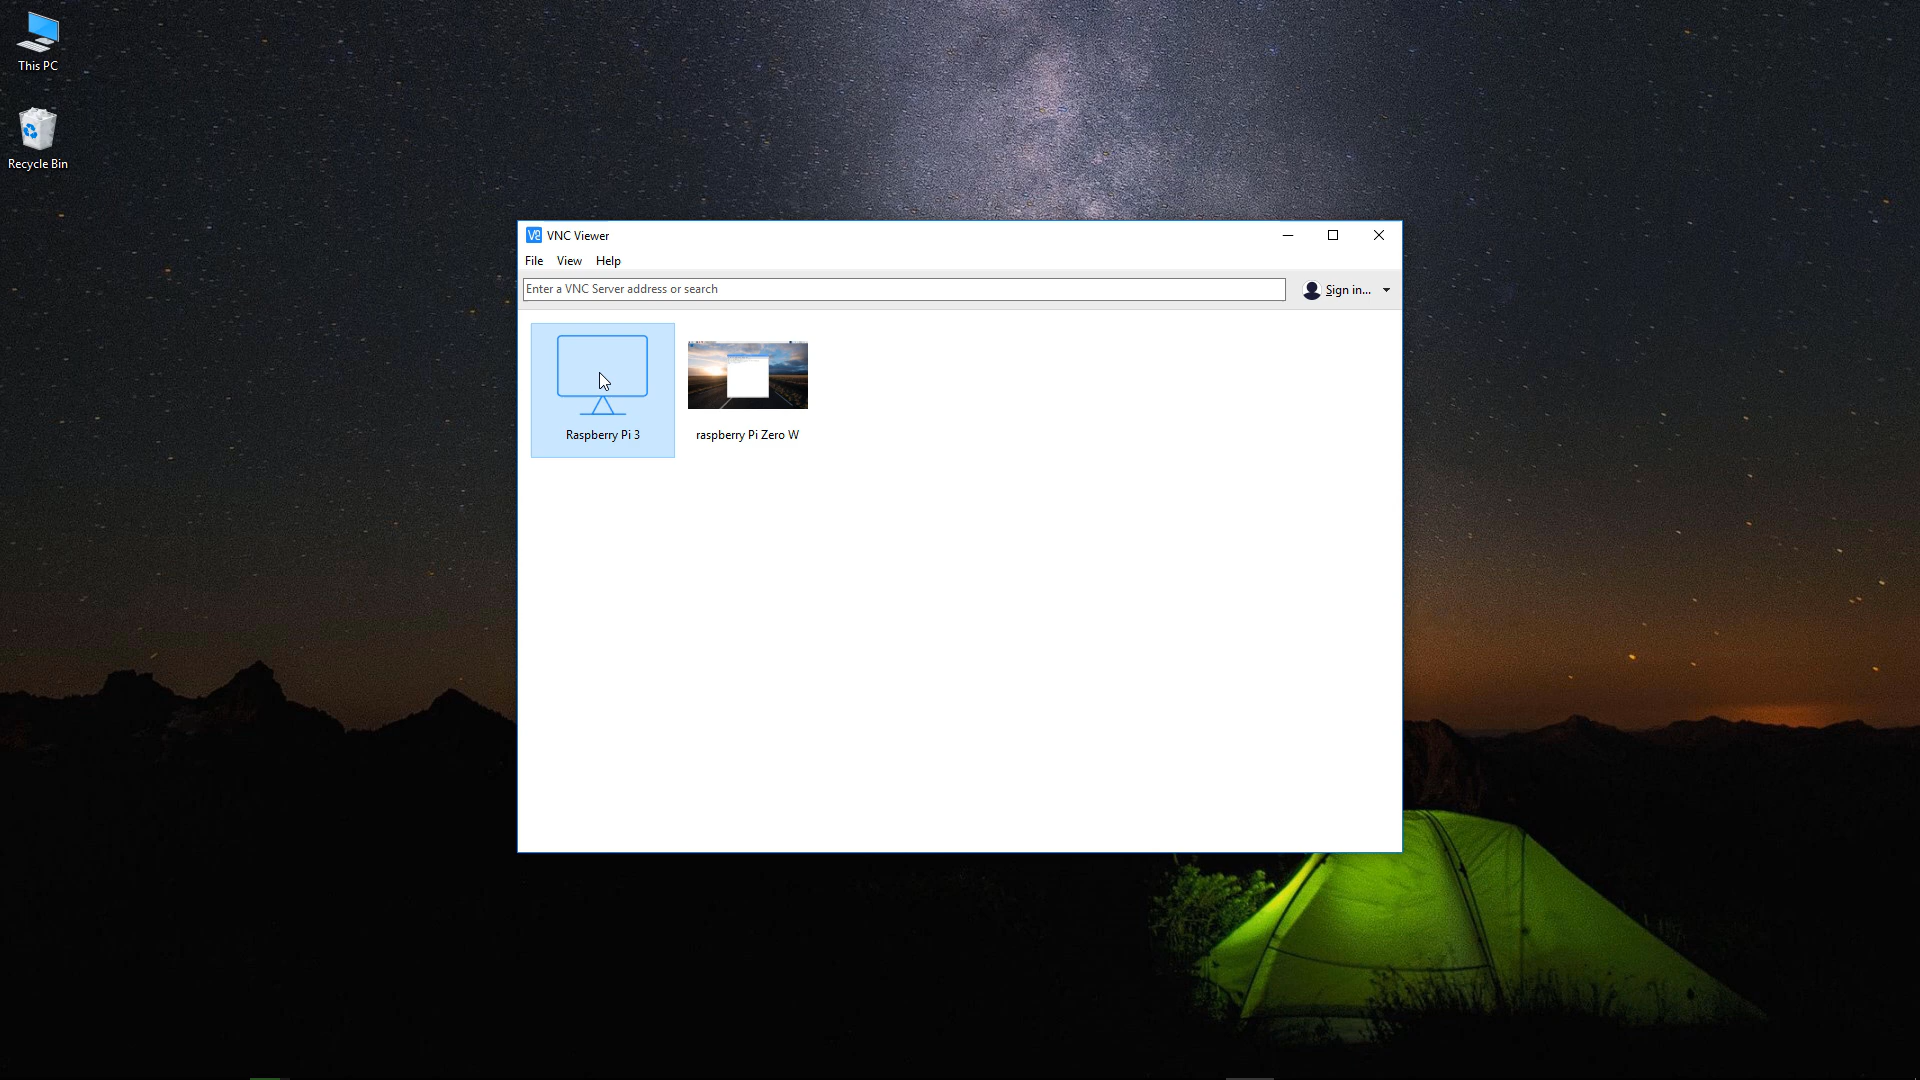 This PC
Recycle Bin
VNC Viewer
File View Help
Enter a VNC Server address or search
Sign in...
Raspberry Pi 3
raspberry Pi Zero W